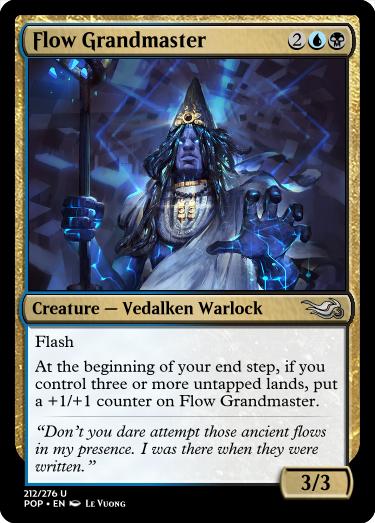 Flow Grandmaster 2
Creature — Vedalken Warlock
Flash
At the beginning of your end step, if you
control three or more untapped lands, put
a +1/+1 counter on Flow Grandmaster.
“Don’t you dare attempt those ancient flows
in my presence. I was there when they were
written.”
3/3
212/276 U
POP • EN Le Vuong